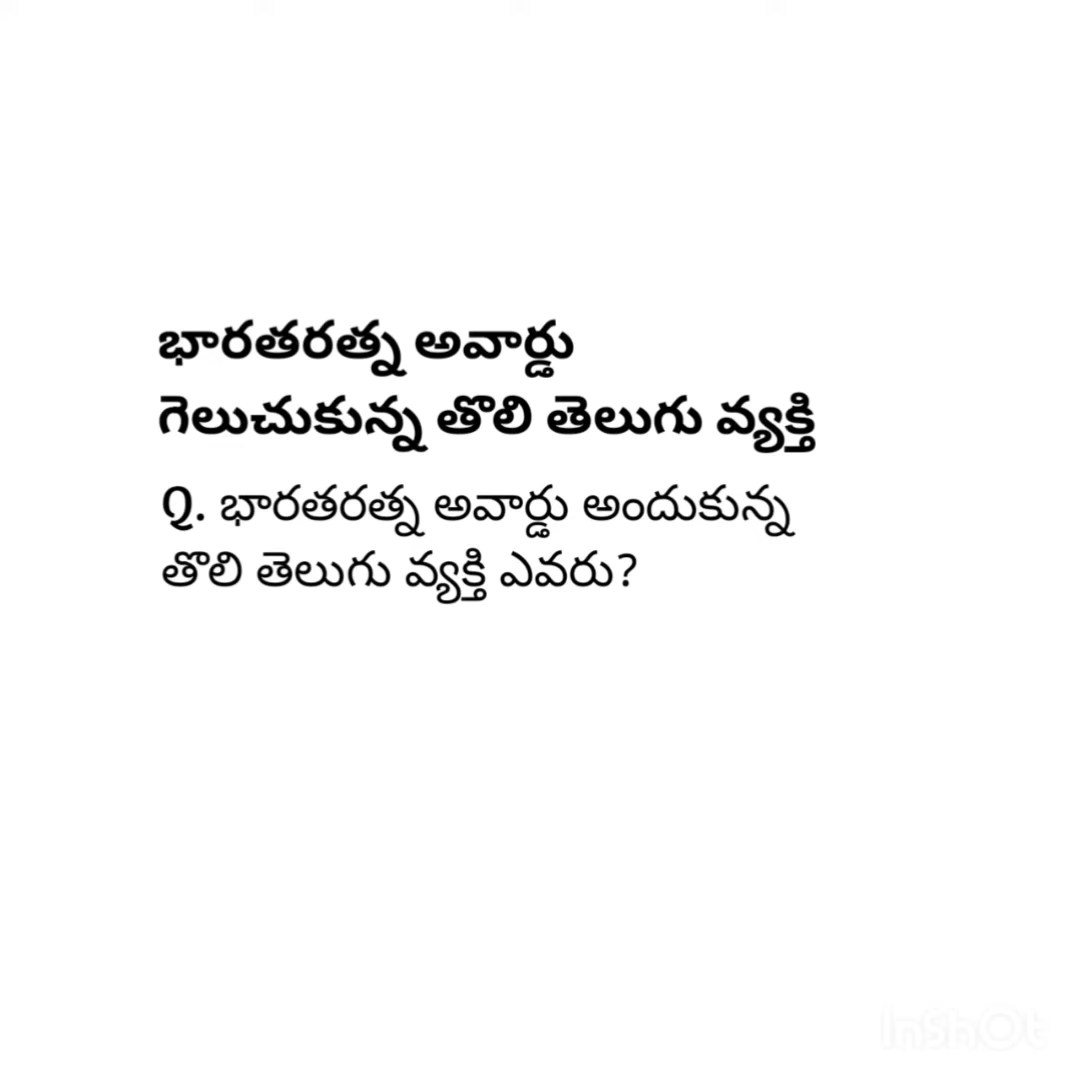 భారతరత్న అవార్డు
గెలుచుకున్న తొలి తెలుగు వ్యక్తి
Q. భారతరత్న అవార్డు అందుకున్న
తొలి తెలుగు వ్యక్తి ఎవరు?
InShOt